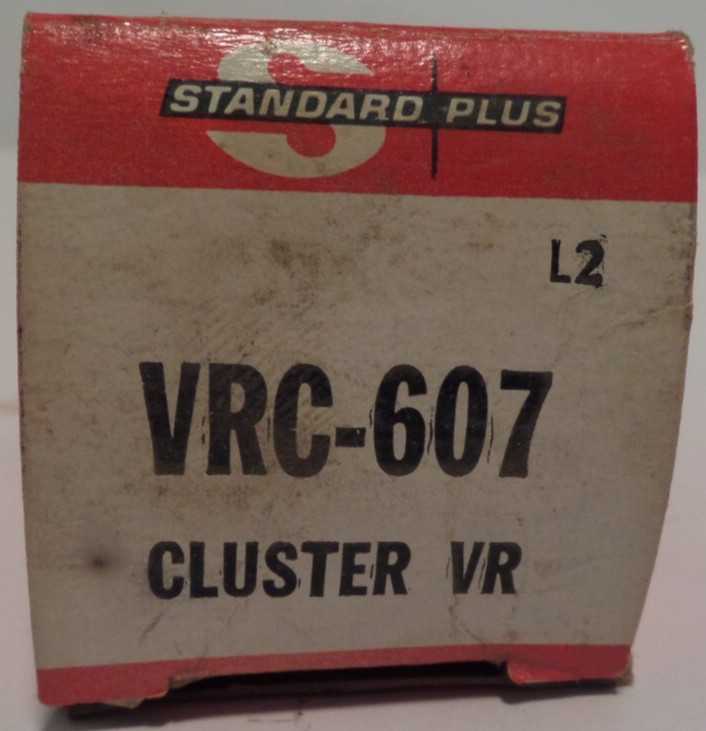 S
STANDARD PLUS
L2
VRC-607
CLUSTER VR